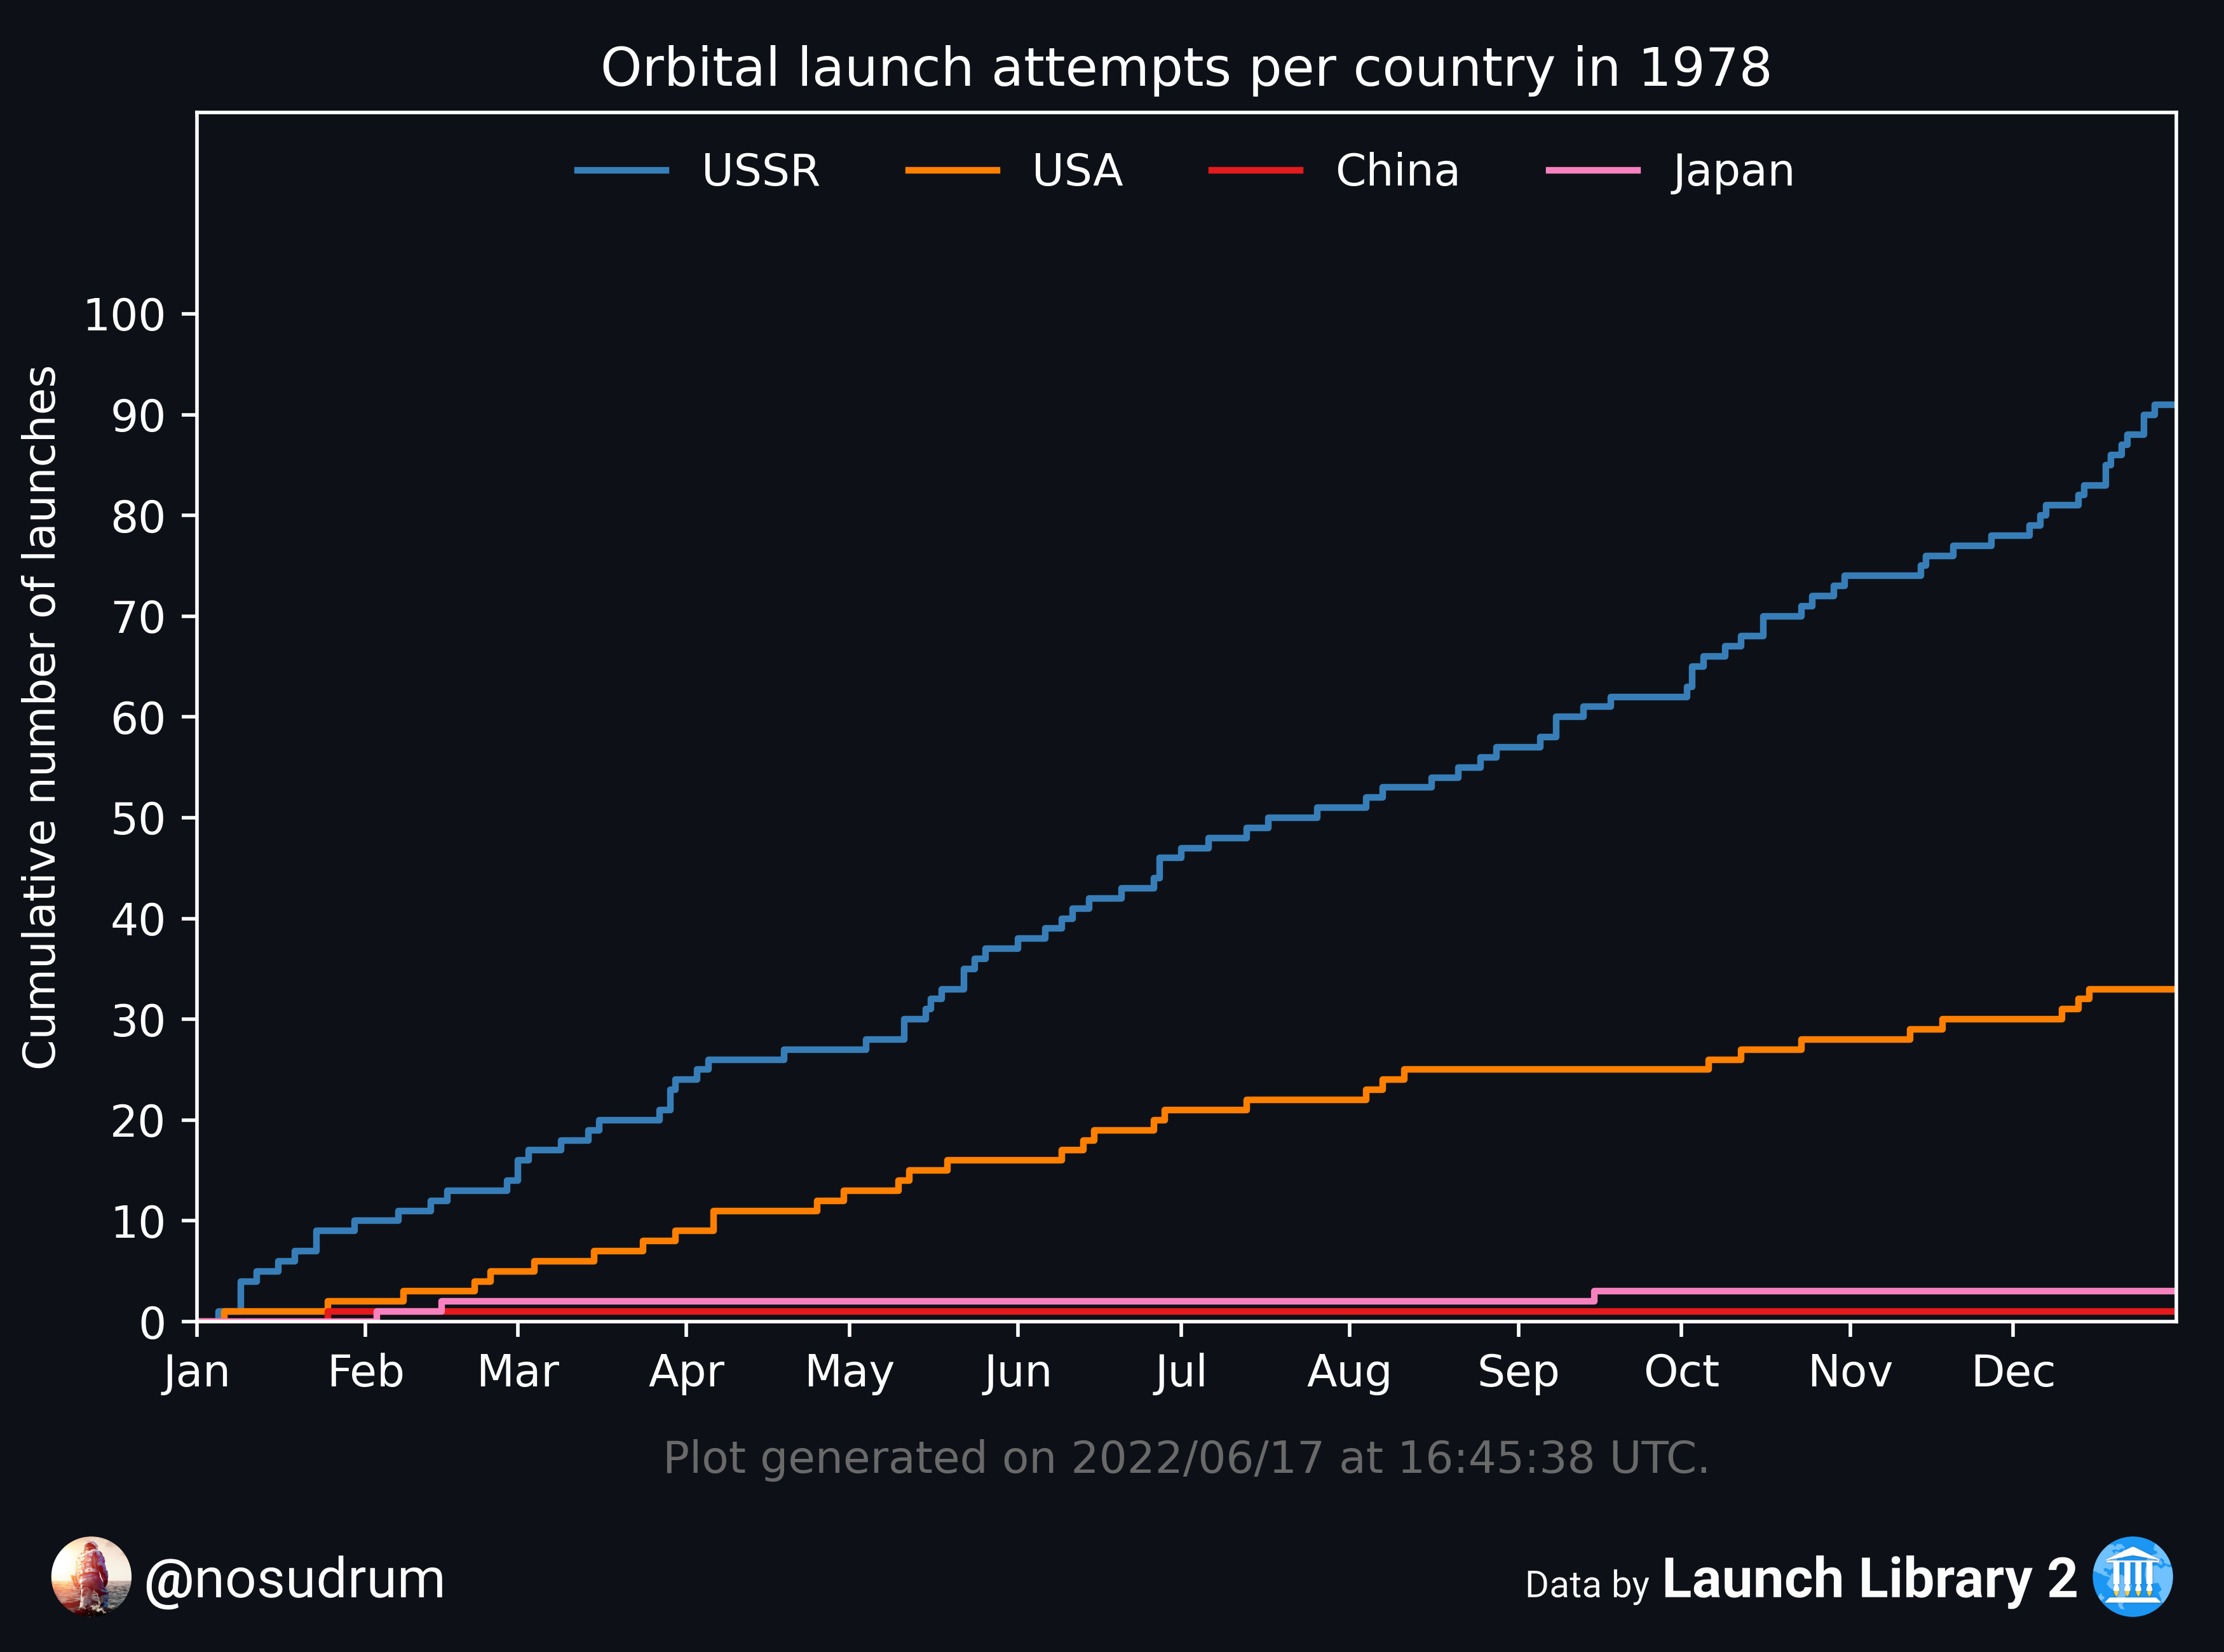 Orbital launch attempts per country in 1978
USSR USA China Japan
Cumulative number of launches
100
90
80
70
60
50
40
30
20
10
0
Jan Feb Mar Apr May Jun Jul Aug Sep Oct Nov Dec
Plot generated on 2022/06/17 at 16:45:38 UTC.
@nosudrum
Data by Launch Library 2